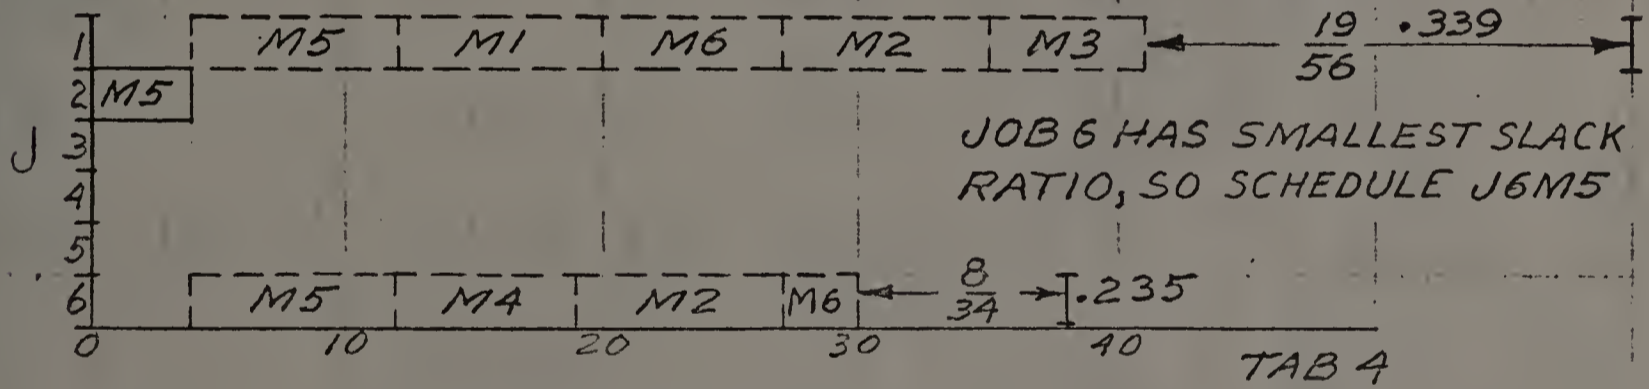 1 M5 M1 M6 M2 M3 19/56 .339
2 M5
J 3
JOB 6 HAS SMALLEST SLACK
4
RATIO, SO SCHEDULE J6M5
5
6 M5 M4 M2 M6 8/34 .235
0 10 20 30 40
TAB 4